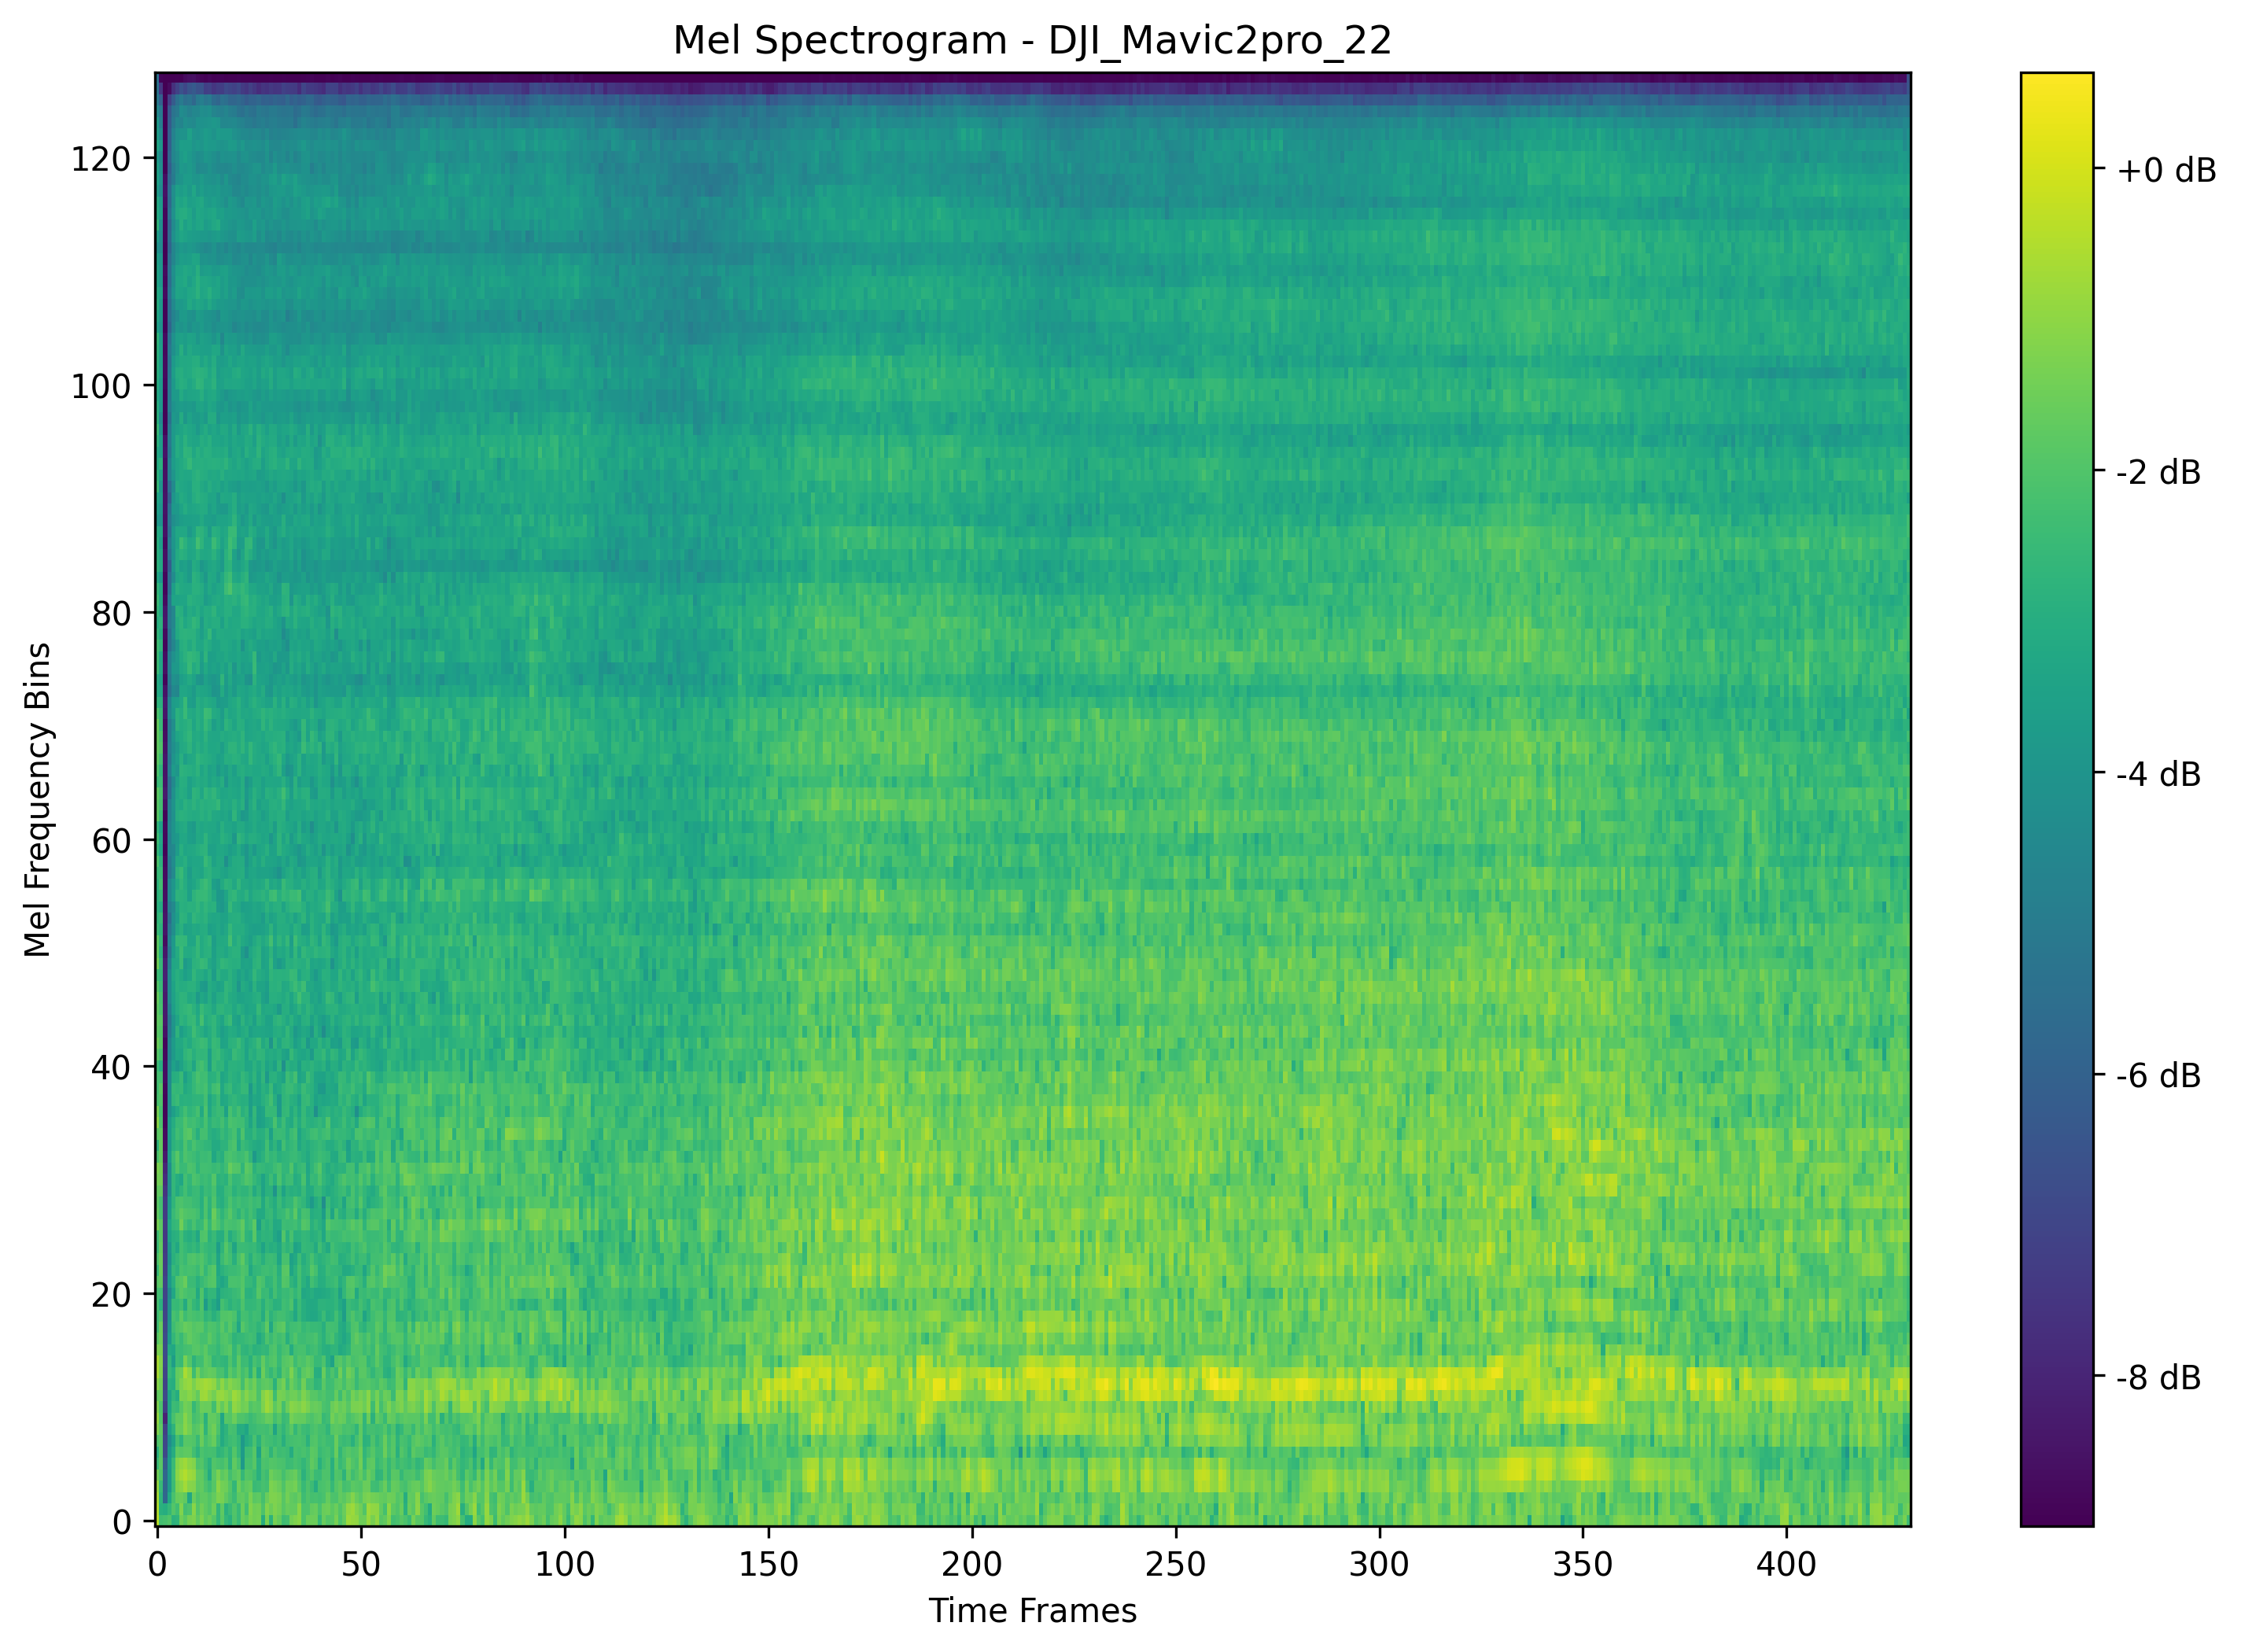 Mel Spectrogram - DJI_Mavic2pro_22
120
100
80
60
40
20
0
Mel Frequency Bins
0 50 100 150 200 250 300 350 400
Time Frames
+0 dB
-2 dB
-4 dB
-6 dB
-8 dB